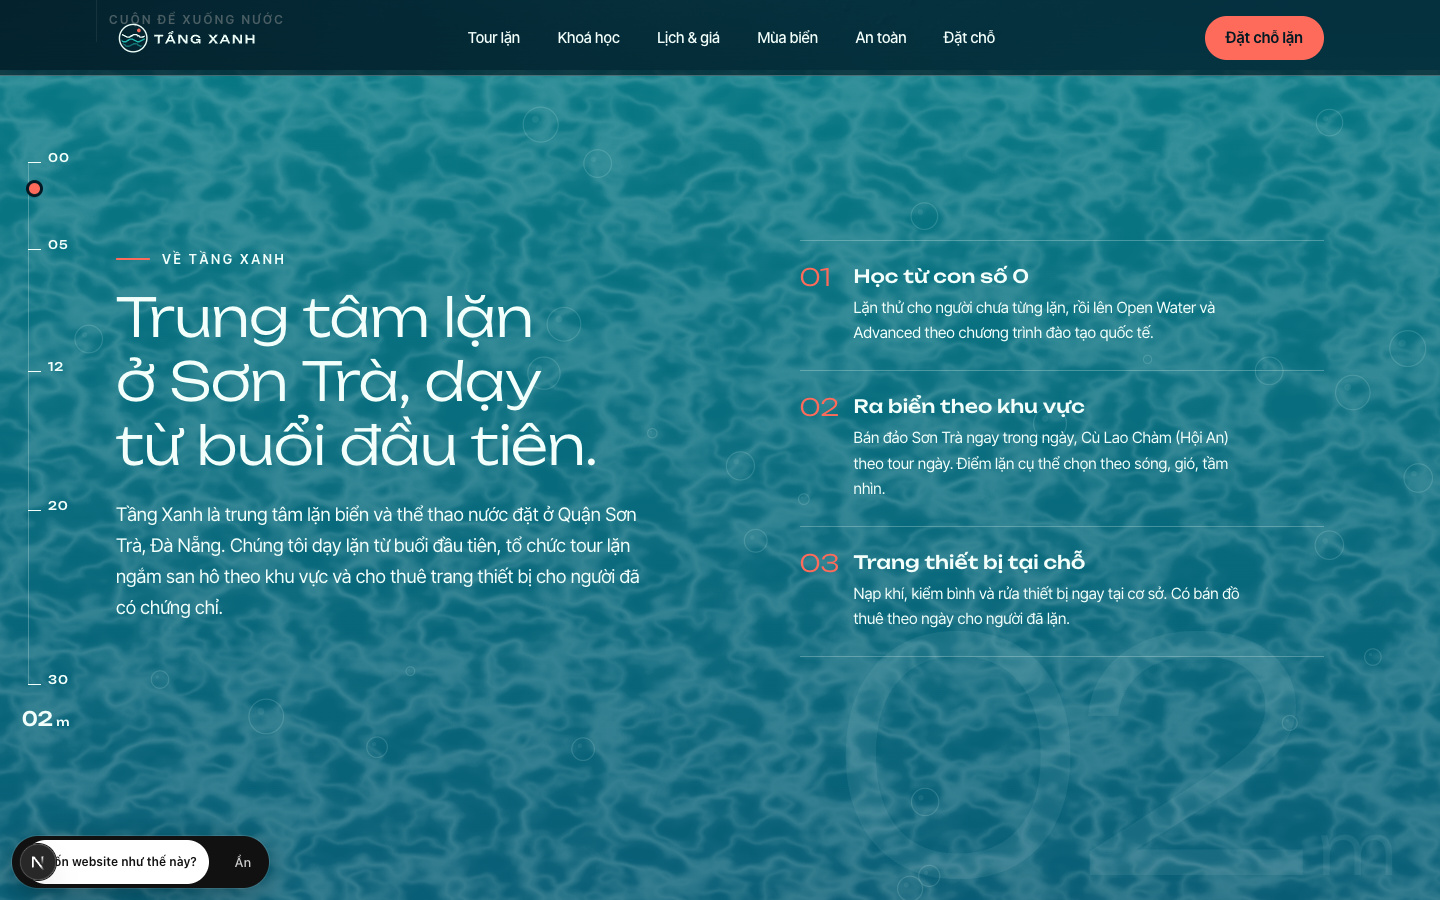 CUỘN ĐỂ XUỐNG NƯỚC
TẦNG XANH
Tour lặn
Khoá học
Lịch & giá
Mùa biển
An toàn
Đặt chỗ
Đặt chỗ lặn
00
05
12
20
30
02 m
VỀ TẦNG XANH
Trung tâm lặn
ở Sơn Trà, dạy
từ buổi đầu tiên.
Tầng Xanh là trung tâm lặn biển và thể thao nước đặt ở Quận Sơn
Trà, Đà Nẵng. Chúng tôi dạy lặn từ buổi đầu tiên, tổ chức tour lặn
ngắm san hô theo khu vực và cho thuê trang thiết bị cho người đã
có chứng chỉ.
01 Học từ con số 0
Lặn thử cho người chưa từng lặn, rồi lên Open Water và
Advanced theo chương trình đào tạo quốc tế.
02 Ra biển theo khu vực
Bán đảo Sơn Trà ngay trong ngày, Cù Lao Chàm (Hội An)
theo tour ngày. Điểm lặn cụ thể chọn theo sóng, gió, tầm
nhìn.
03 Trang thiết bị tại chỗ
Nạp khí, kiểm bình và rửa thiết bị ngay tại cơ sở. Có bán đồ
thuê theo ngày cho người đã lặn.
02 m
N
website như thế này?
Ẩn